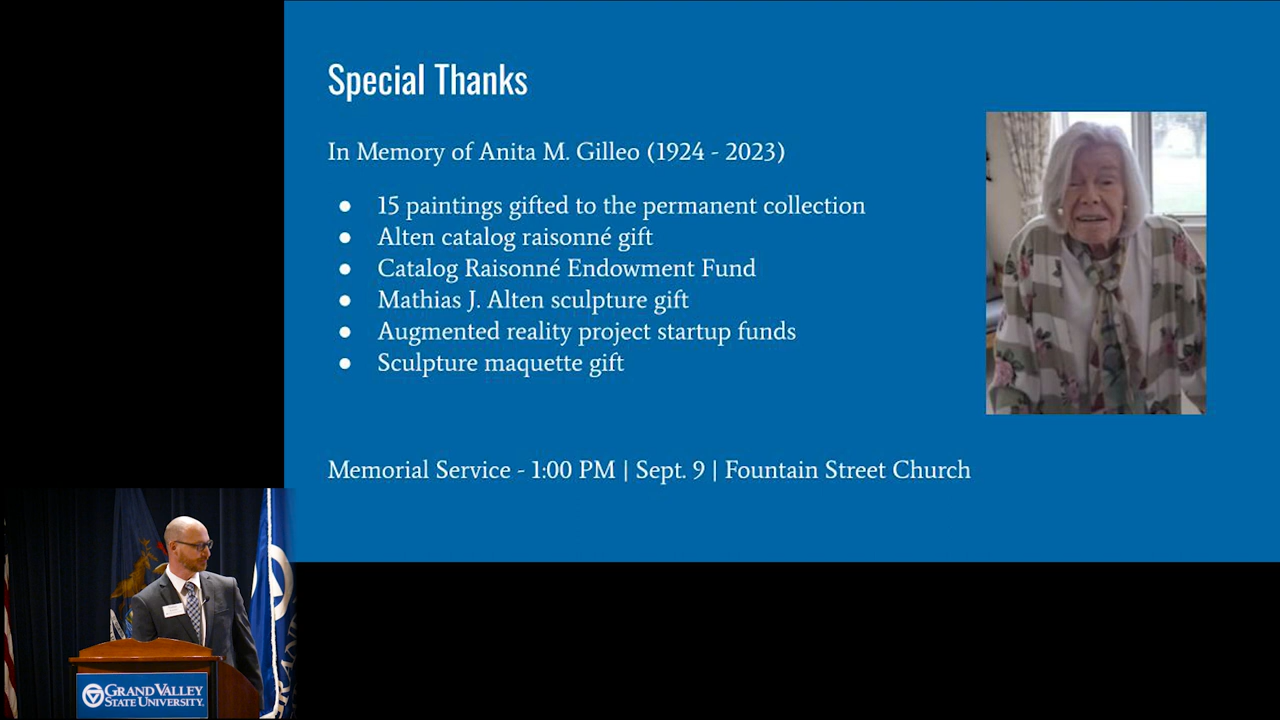 Special Thanks
In Memory of Anita M. Gilleo (1924 - 2023)
● 15 paintings gifted to the permanent collection
● Alten catalog raisonné gift
● Catalog Raisonné Endowment Fund
● Mathias J. Alten sculpture gift
● Augmented reality project startup funds
● Sculpture maquette gift
Memorial Service - 1:00 PM | Sept. 9 | Fountain Street Church
GRAND VALLEY
STATE UNIVERSITY.